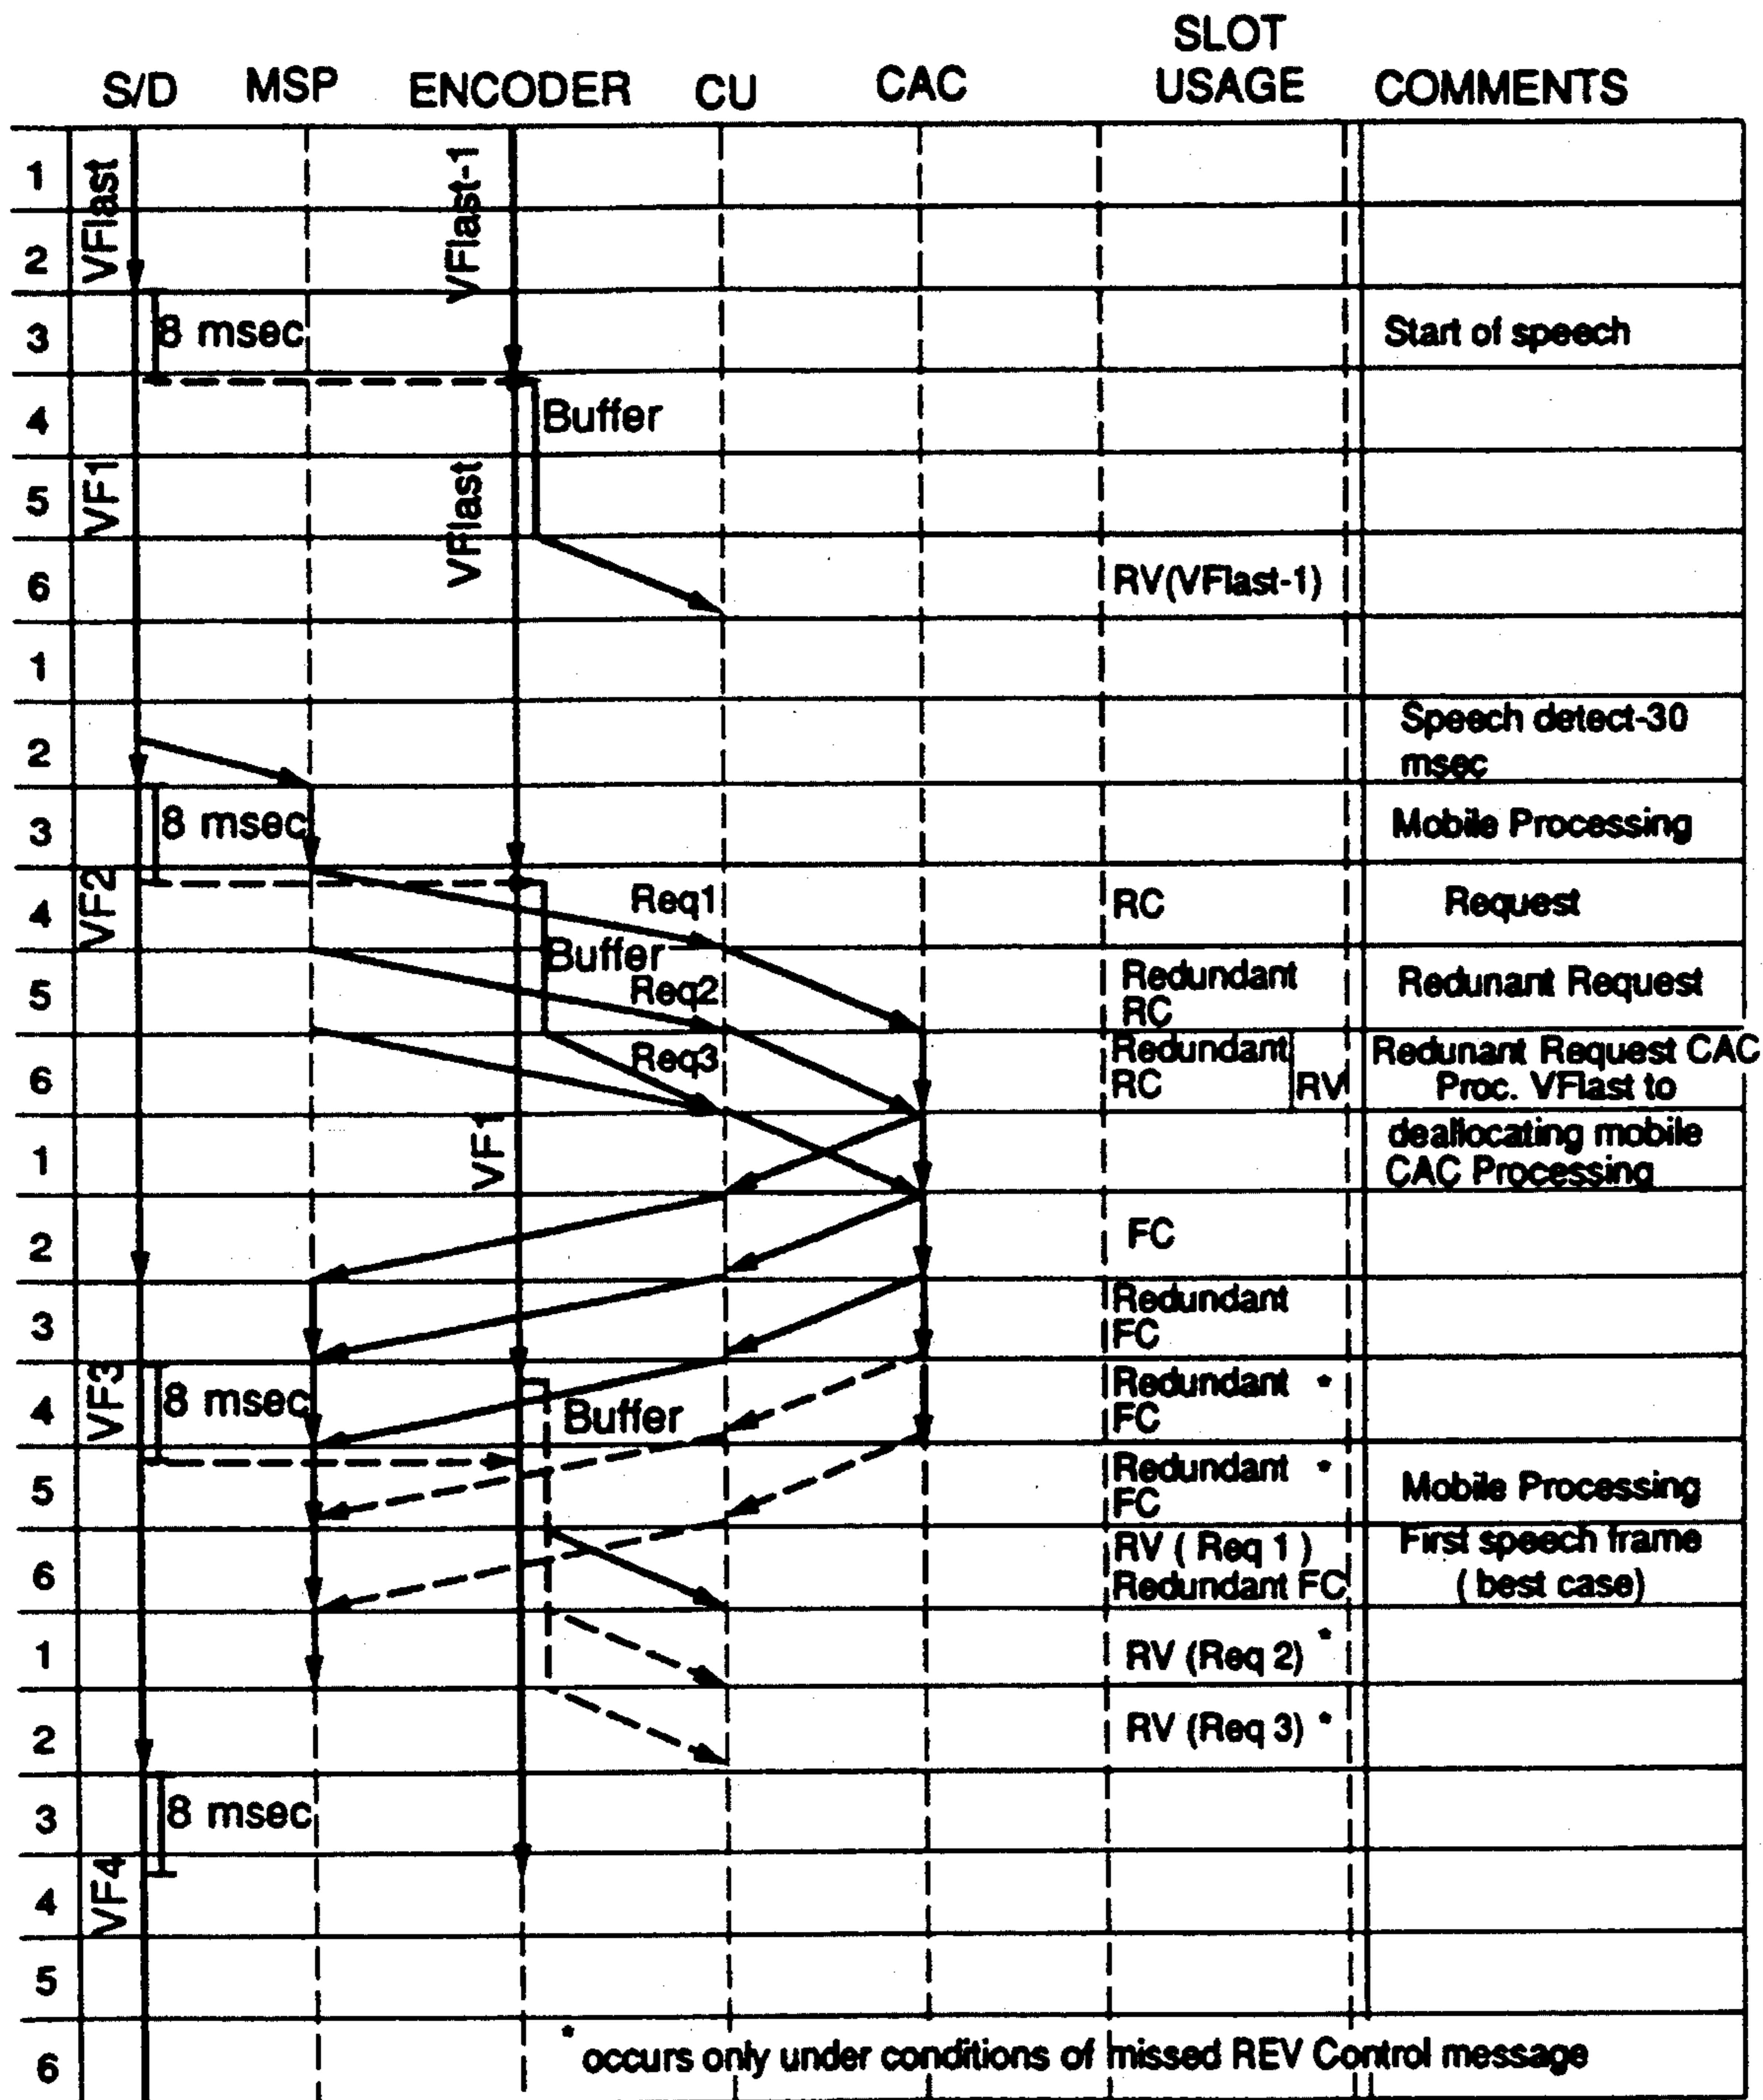 SLOT
S/D MSP ENCODER CU CAC USAGE COMMENTS
1 VFlast VFlast-1
2
3 8 msec Start of speech
4 Buffer
5 VF1 VFlast
6 RV(VFlast-1)
1
2 Speech detect-30
msec
3 8 msec Mobile Processing
4 VF2 Req1 RC Request
Buffer
5 Req2 Redundant Redunant Request
RC
6 Req3 Redundant Redunant Request CAC
RC RV Proc. VFlast to
1 VF1 deallocating mobile
CAC Processing
2 FC
3 Redundant
FC
4 VF3 8 msec Buffer Redundant *
FC
5 Redundant * Mobile Processing
FC
6 RV ( Req 1 ) First speech frame
Redundant FC ( best case)
1 RV (Req 2) *
2 RV (Req 3) *
3 8 msec
4 VF4
5
6 * occurs only under conditions of missed REV Control message